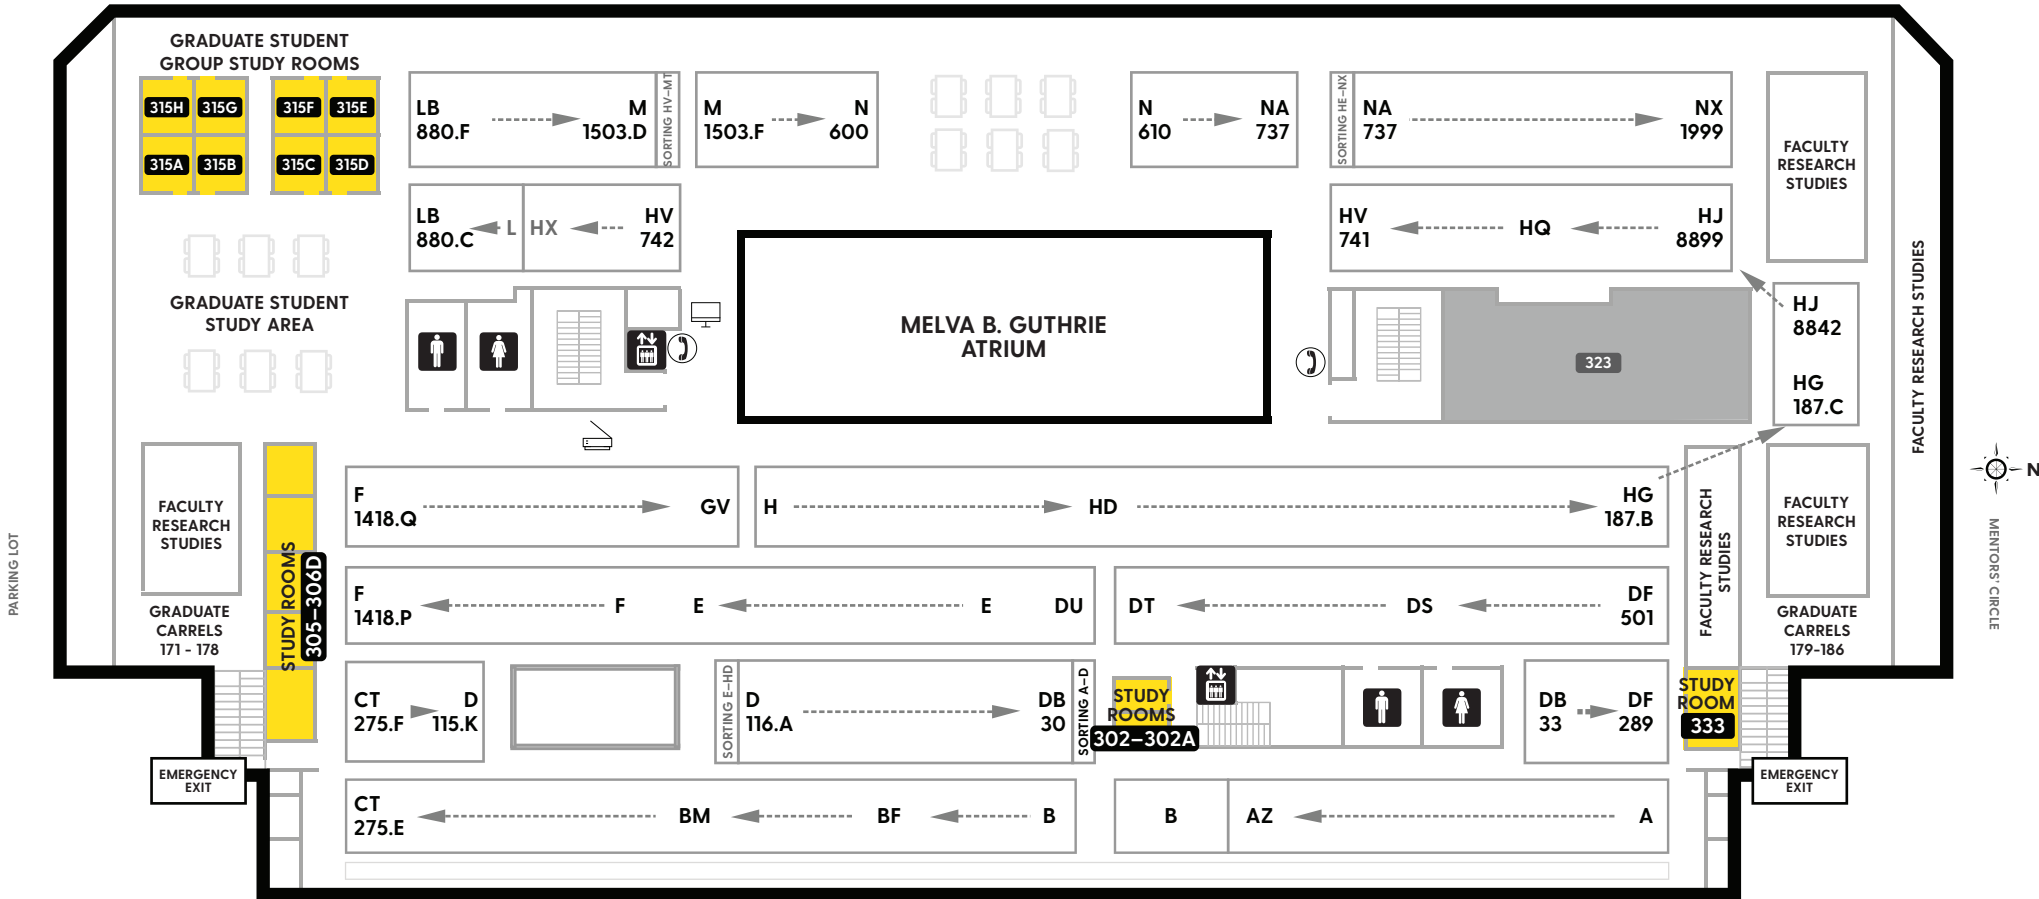 GRADUATE STUDENT
GROUP STUDY ROOMS
315H
315G
315F
315E
315A
315B
315C
315D
LB
880.F
M
1503.D
SORTING HV–MT
M
1503.F
N
600
N
610
NA
737
SORTING HE–NX
NA
737
NX
1999
FACULTY
RESEARCH
STUDIES
LB
880.C
L
HX
HV
742
HV
741
HQ
HJ
8899
FACULTY RESEARCH STUDIES
GRADUATE STUDENT
STUDY AREA
MELVA B. GUTHRIE
ATRIUM
323
HJ
8842
HG
187.C
N
MENTORS' CIRCLE
PARKING LOT
FACULTY
RESEARCH
STUDIES
GRADUATE
CARRELS
171 - 178
STUDY ROOMS
305–306D
F
1418.Q
GV
H
HD
HG
187.B
FACULTY RESEARCH
STUDIES
FACULTY
RESEARCH
STUDIES
GRADUATE
CARRELS
179-186
F
1418.P
F
E
E
DU
DT
DS
DF
501
CT
275.F
D
115.K
SORTING E–HD
D
116.A
DB
30
SORTING A–D
STUDY
ROOMS
302–302A
DB
33
DF
289
STUDY
ROOM
333
EMERGENCY
EXIT
EMERGENCY
EXIT
CT
275.E
BM
BF
B
B
AZ
A